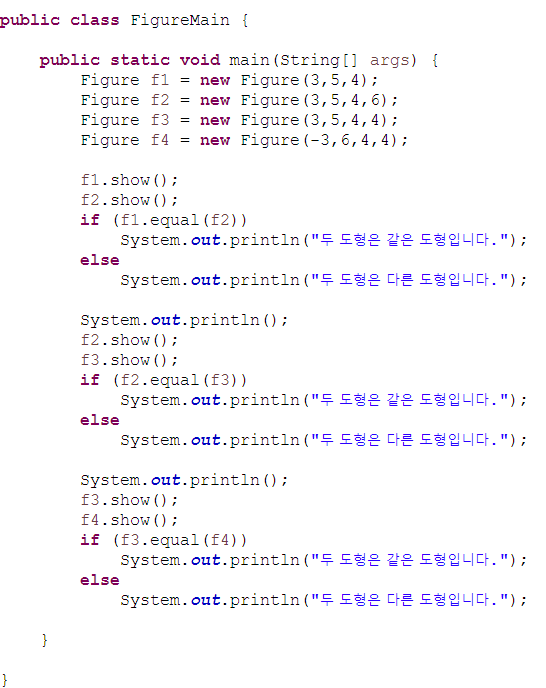 public class FigureMain {
public static void main(String[] args) {
Figure f1 = new Figure(3,5,4);
Figure f2 = new Figure(3,5,4,6);
Figure f3 = new Figure(3,5,4,4);
Figure f4 = new Figure(-3,6,4,4);
f1.show();
f2.show();
if (f1.equal(f2))
System.out.println("두 도형은 같은 도형입니다.");
else
System.out.println("두 도형은 다른 도형입니다.");
System.out.println();
f2.show();
f3.show();
if (f2.equal(f3))
System.out.println("두 도형은 같은 도형입니다.");
else
System.out.println("두 도형은 다른 도형입니다.");
System.out.println();
f3.show();
f4.show();
if (f3.equal(f4))
System.out.println("두 도형은 같은 도형입니다.");
else
System.out.println("두 도형은 다른 도형입니다.");
}
}